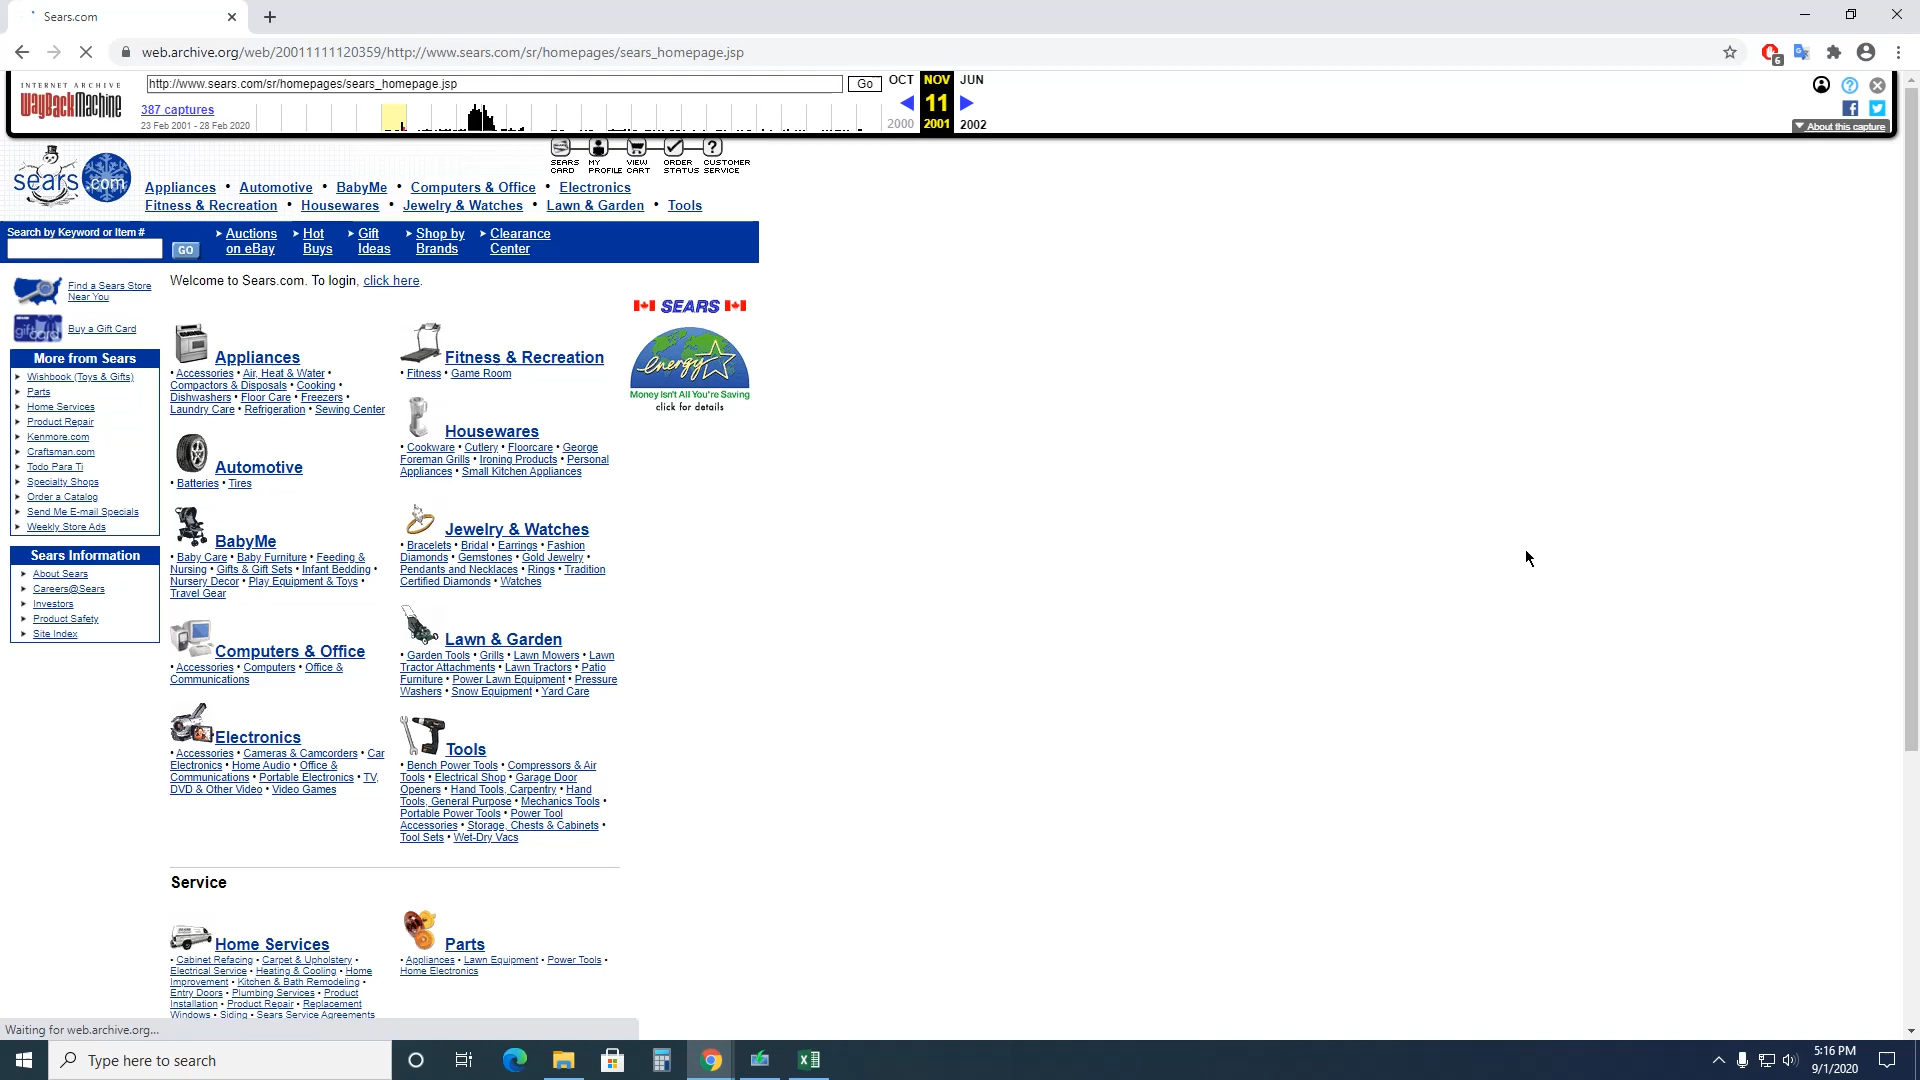 Sears.com
web.archive.org/web/20011111120359/http://www.sears.com/sr/homepages/sears_homepage.jsp
6
INTERNET ARCHIVE
WayBackMachine
http://www.sears.com/sr/homepages/sears_homepage.jsp
Go
OCT NOV JUN
387 captures
11
23 Feb 2001 - 28 Feb 2020
2000 2001 2002
About this capture
sears.com
SEARS CARD
MY PROFILE
VIEW CART
ORDER STATUS
CUSTOMER SERVICE
Appliances • Automotive • BabyMe • Computers & Office • Electronics
Fitness & Recreation • Housewares • Jewelry & Watches • Lawn & Garden • Tools
Search by Keyword or Item #
GO
Auctions
on eBay
Hot
Buys
Gift
Ideas
Shop by
Brands
Clearance
Center
Find a Sears Store
Near You
gift card
Buy a Gift Card
More from Sears
Wishbook (Toys & Gifts)
Parts
Home Services
Product Repair
Kenmore.com
Craftsman.com
Todo Para Ti
Specialty Shops
Order a Catalog
Send Me E-mail Specials
Weekly Store Ads
Sears Information
About Sears
Careers@Sears
Investors
Product Safety
Site Index
Welcome to Sears.com. To login, click here.
Appliances
• Accessories • Air, Heat & Water •
Compactors & Disposals • Cooking •
Dishwashers • Floor Care • Freezers •
Laundry Care • Refrigeration • Sewing Center
Automotive
• Batteries • Tires
BabyMe
• Baby Care • Baby Furniture • Feeding &
Nursing • Gifts & Gift Sets • Infant Bedding •
Nursery Decor • Play Equipment & Toys •
Travel Gear
Computers & Office
• Accessories • Computers • Office &
Communications
Electronics
• Accessories • Cameras & Camcorders • Car
Electronics • Home Audio • Office &
Communications • Portable Electronics • TV,
DVD & Other Video • Video Games
Fitness & Recreation
• Fitness • Game Room
Housewares
• Cookware • Cutlery • Floorcare • George
Foreman Grills • Ironing Products • Personal
Appliances • Small Kitchen Appliances
Jewelry & Watches
• Bracelets • Bridal • Earrings • Fashion
Diamonds • Gemstones • Gold Jewelry •
Pendants and Necklaces • Rings • Tradition
Certified Diamonds • Watches
Lawn & Garden
• Garden Tools • Grills • Lawn Mowers • Lawn
Tractor Attachments • Lawn Tractors • Patio
Furniture • Power Lawn Equipment • Pressure
Washers • Snow Equipment • Yard Care
Tools
• Bench Power Tools • Compressors & Air
Tools • Electrical Shop • Garage Door
Openers • Hand Tools, Carpentry • Hand
Tools, General Purpose • Mechanics Tools •
Portable Power Tools • Power Tool
Accessories • Storage, Chests & Cabinets •
Tool Sets • Wet-Dry Vacs
SEARS
energy
Money Isn't All You're Saving
click for details
Service
Home Services
• Cabinet Refacing • Carpet & Upholstery •
Electrical Service • Heating & Cooling • Home
Improvement • Kitchen & Bath Remodeling •
Entry Doors • Plumbing Services • Product
Installation • Product Repair • Replacement
Windows • Siding • Sears Service Agreements
Parts
• Appliances • Lawn Equipment • Power Tools •
Home Electronics
Waiting for web.archive.org...
Type here to search
5:16 PM
9/1/2020